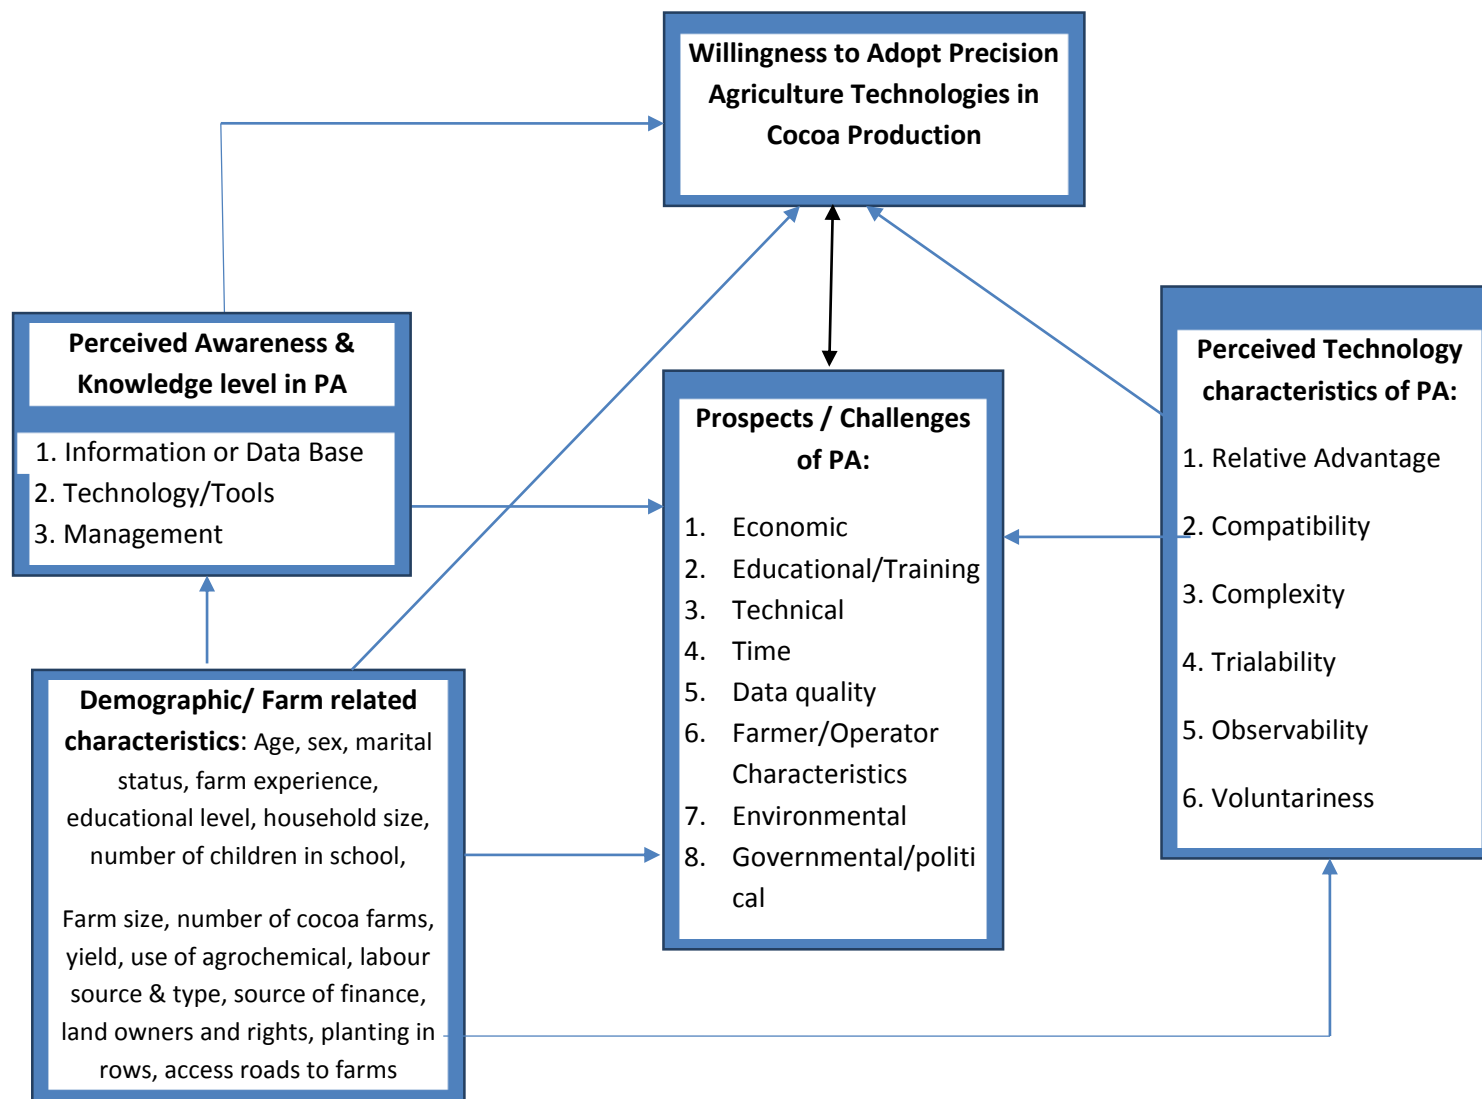 Willingness to Adopt Precision
Agriculture Technologies in
Cocoa Production
Perceived Awareness &
Knowledge level in PA
1. Information or Data Base
2. Technology/Tools
3. Management
Demographic/ Farm related
characteristics: Age, sex, marital
status, farm experience,
educational level, household size,
number of children in school,
Farm size, number of cocoa farms,
yield, use of agrochemical, labour
source & type, source of finance,
land owners and rights, planting in
rows, access roads to farms
Prospects / Challenges
of PA:
1. Economic
2. Educational/Training
3. Technical
4. Time
5. Data quality
6. Farmer/Operator
Characteristics
7. Environmental
8. Governmental/politi
cal
Perceived Technology
characteristics of PA:
1. Relative Advantage
2. Compatibility
3. Complexity
4. Trialability
5. Observability
6. Voluntariness